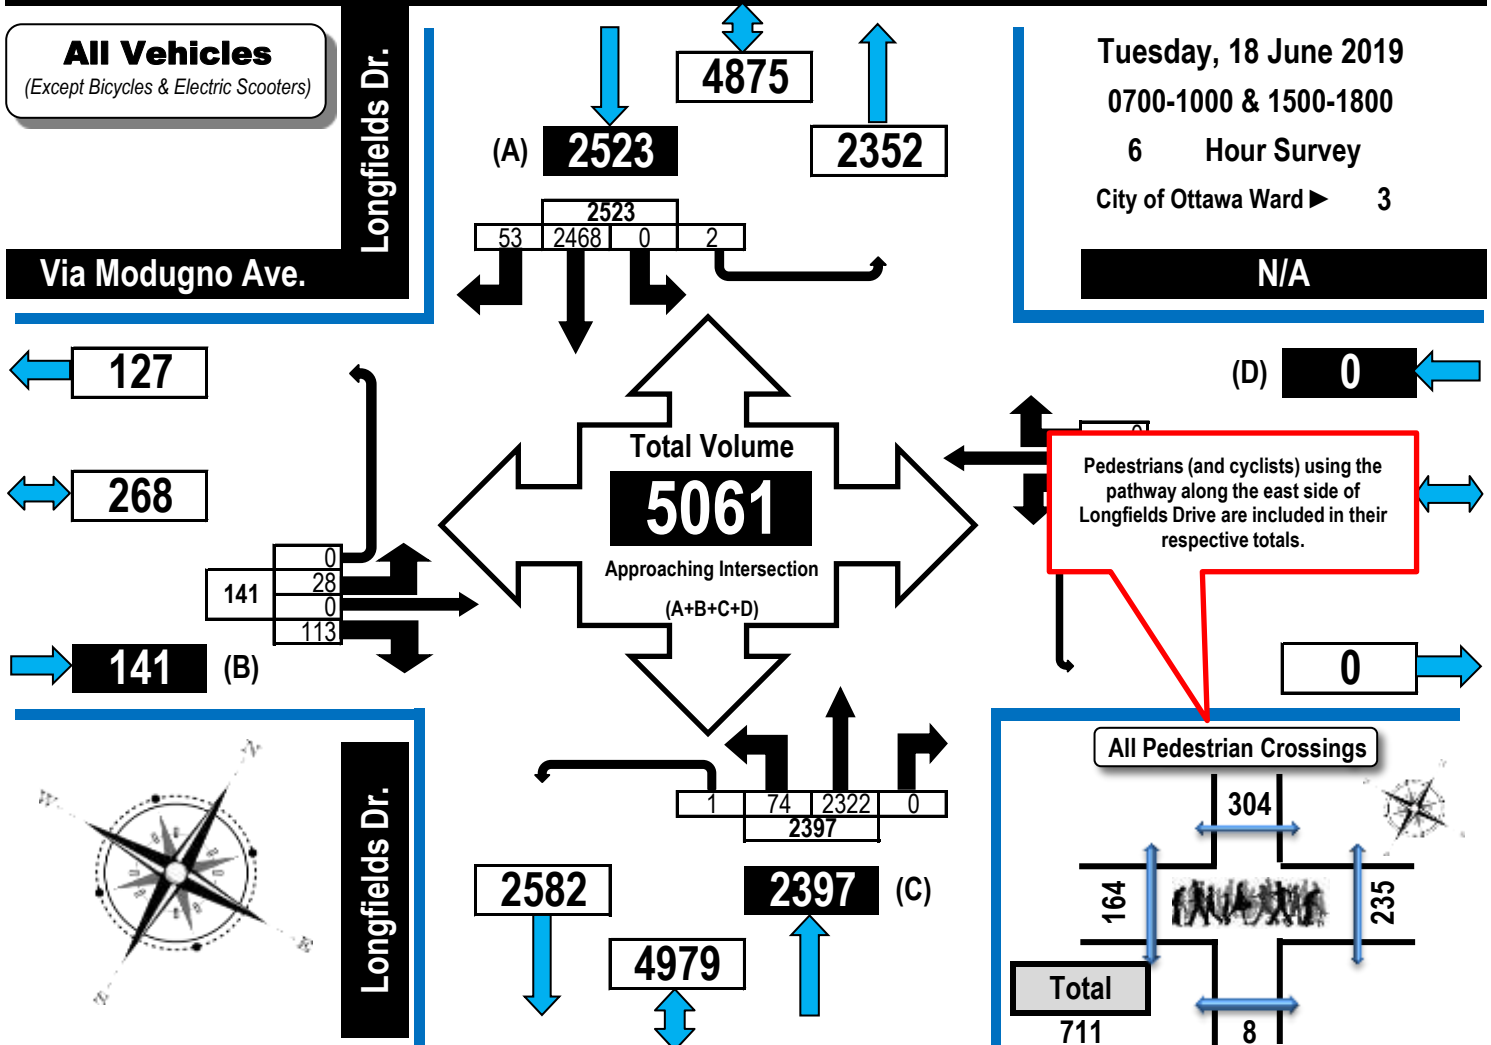 All Vehicles
(Except Bicycles & Electric Scooters)
Longfields Dr.
Via Modugno Ave.
4875
(A) 2523
2352
2523
53 2468 0 2
Tuesday, 18 June 2019
0700-1000 & 1500-1800
6 Hour Survey
City of Ottawa Ward ► 3
N/A
127
268
0
141 28
0
113
141 (B)
Total Volume
5061
Approaching Intersection
(A+B+C+D)
(D) 0
Pedestrians (and cyclists) using the
pathway along the east side of
Longfields Drive are included in their
respective totals.
0
Longfields Dr.
N
W
E
1 74 2322 0
2397
2582
2397 (C)
4979
All Pedestrian Crossings
304
164
235
Total
711
8